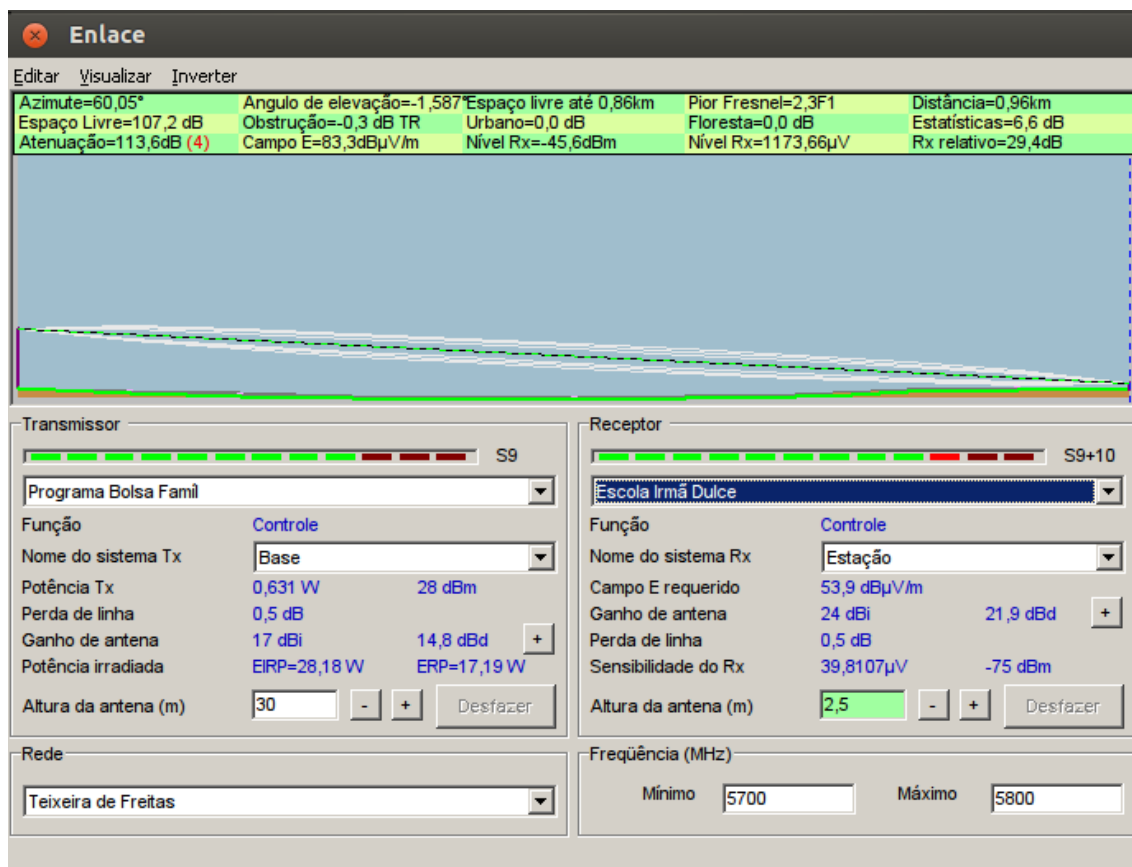 Enlace
Editar Visualizar Inverter
Azimute=60,05° Angulo de elevação=-1,587° Espaço livre até 0,86km Pior Fresnel=2,3F1 Distância=0,96km
Espaço Livre=107,2 dB Obstrução=-0,3 dB TR Urbano=0,0 dB Floresta=0,0 dB Estatísticas=6,6 dB
Atenuação=113,6dB (4) Campo E=83,3dBµV/m Nível Rx=-45,6dBm Nível Rx=1173,66µV Rx relativo=29,4dB
Transmissor
S9
Programa Bolsa Famíl
Função Controle
Nome do sistema Tx Base
Potência Tx 0,631 W 28 dBm
Perda de linha 0,5 dB
Ganho de antena 17 dBi 14,8 dBd +
Potência irradiada EIRP=28,18 W ERP=17,19 W
Altura da antena (m) 30 - + Desfazer
Receptor
S9+10
Escola Irmã Dulce
Função Controle
Nome do sistema Rx Estação
Campo E requerido 53,9 dBµV/m
Ganho de antena 24 dBi 21,9 dBd +
Perda de linha 0,5 dB
Sensibilidade do Rx 39,8107µV -75 dBm
Altura da antena (m) 2,5 - + Desfazer
Rede
Teixeira de Freitas
Freqüência (MHz)
Mínimo 5700 Máximo 5800